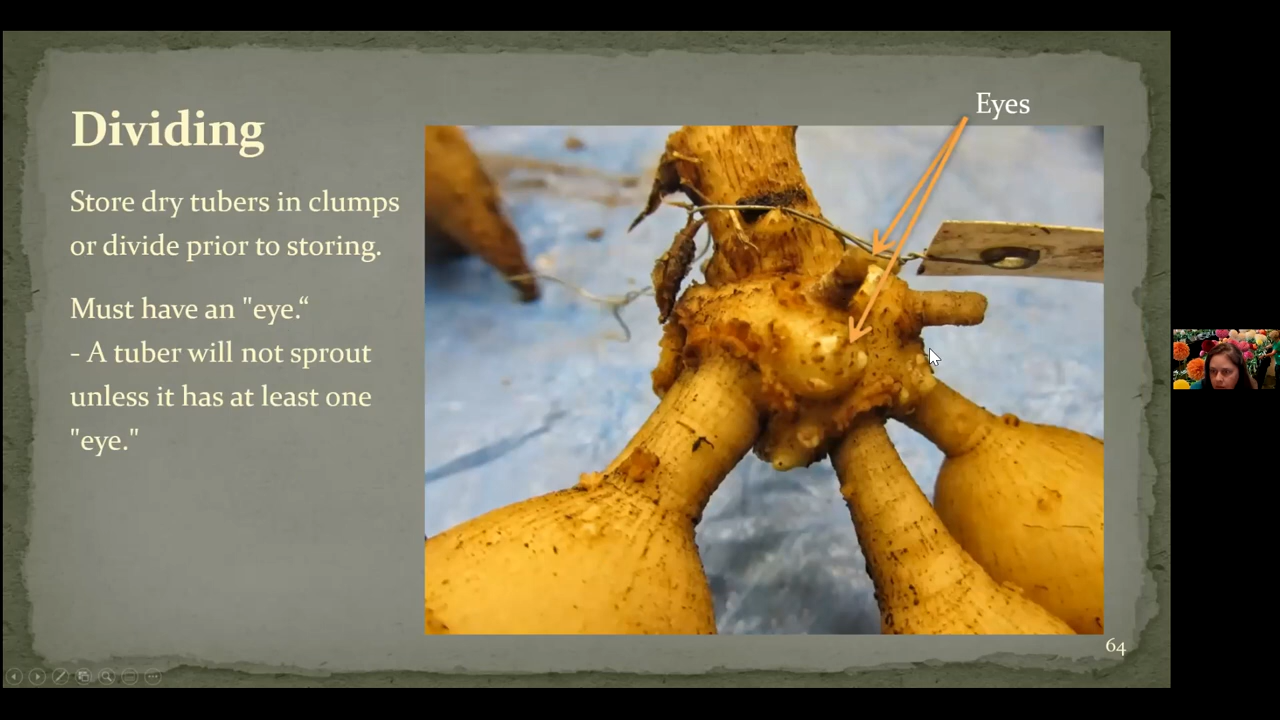 Eyes
Dividing
Store dry tubers in clumps
or divide prior to storing.
Must have an "eye.“
- A tuber will not sprout
unless it has at least one
"eye."
64